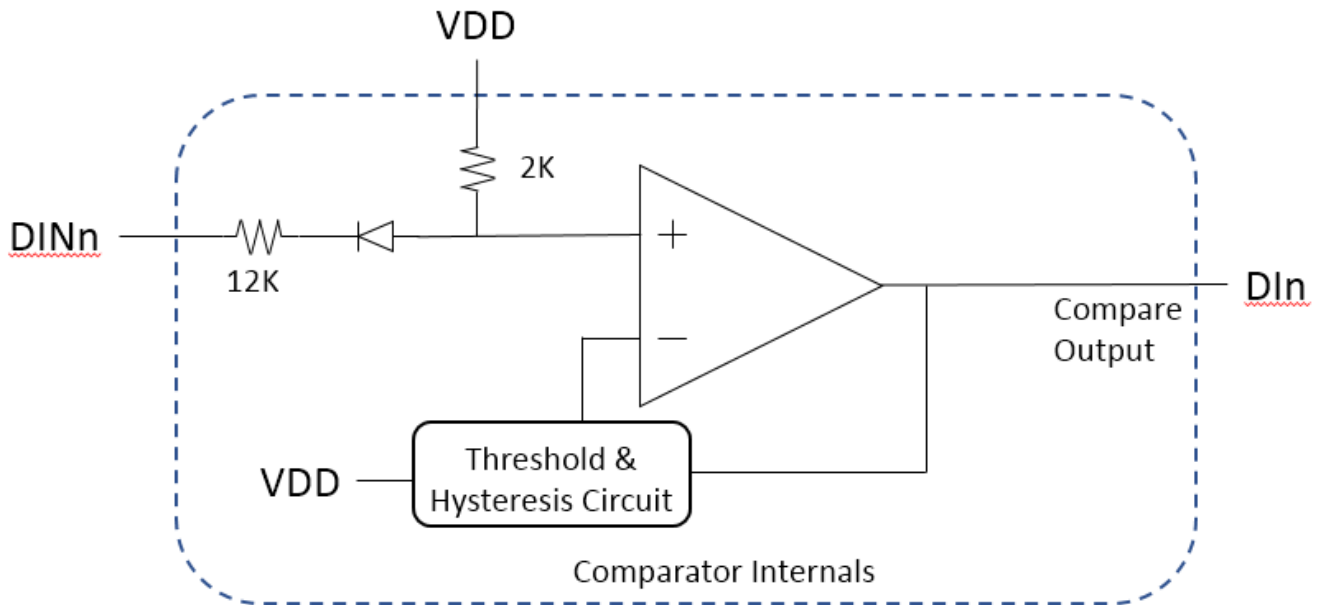 VDD
2K
DINn
12K
+
−
DIn
Compare
Output
Threshold &
Hysteresis Circuit
VDD
Comparator Internals